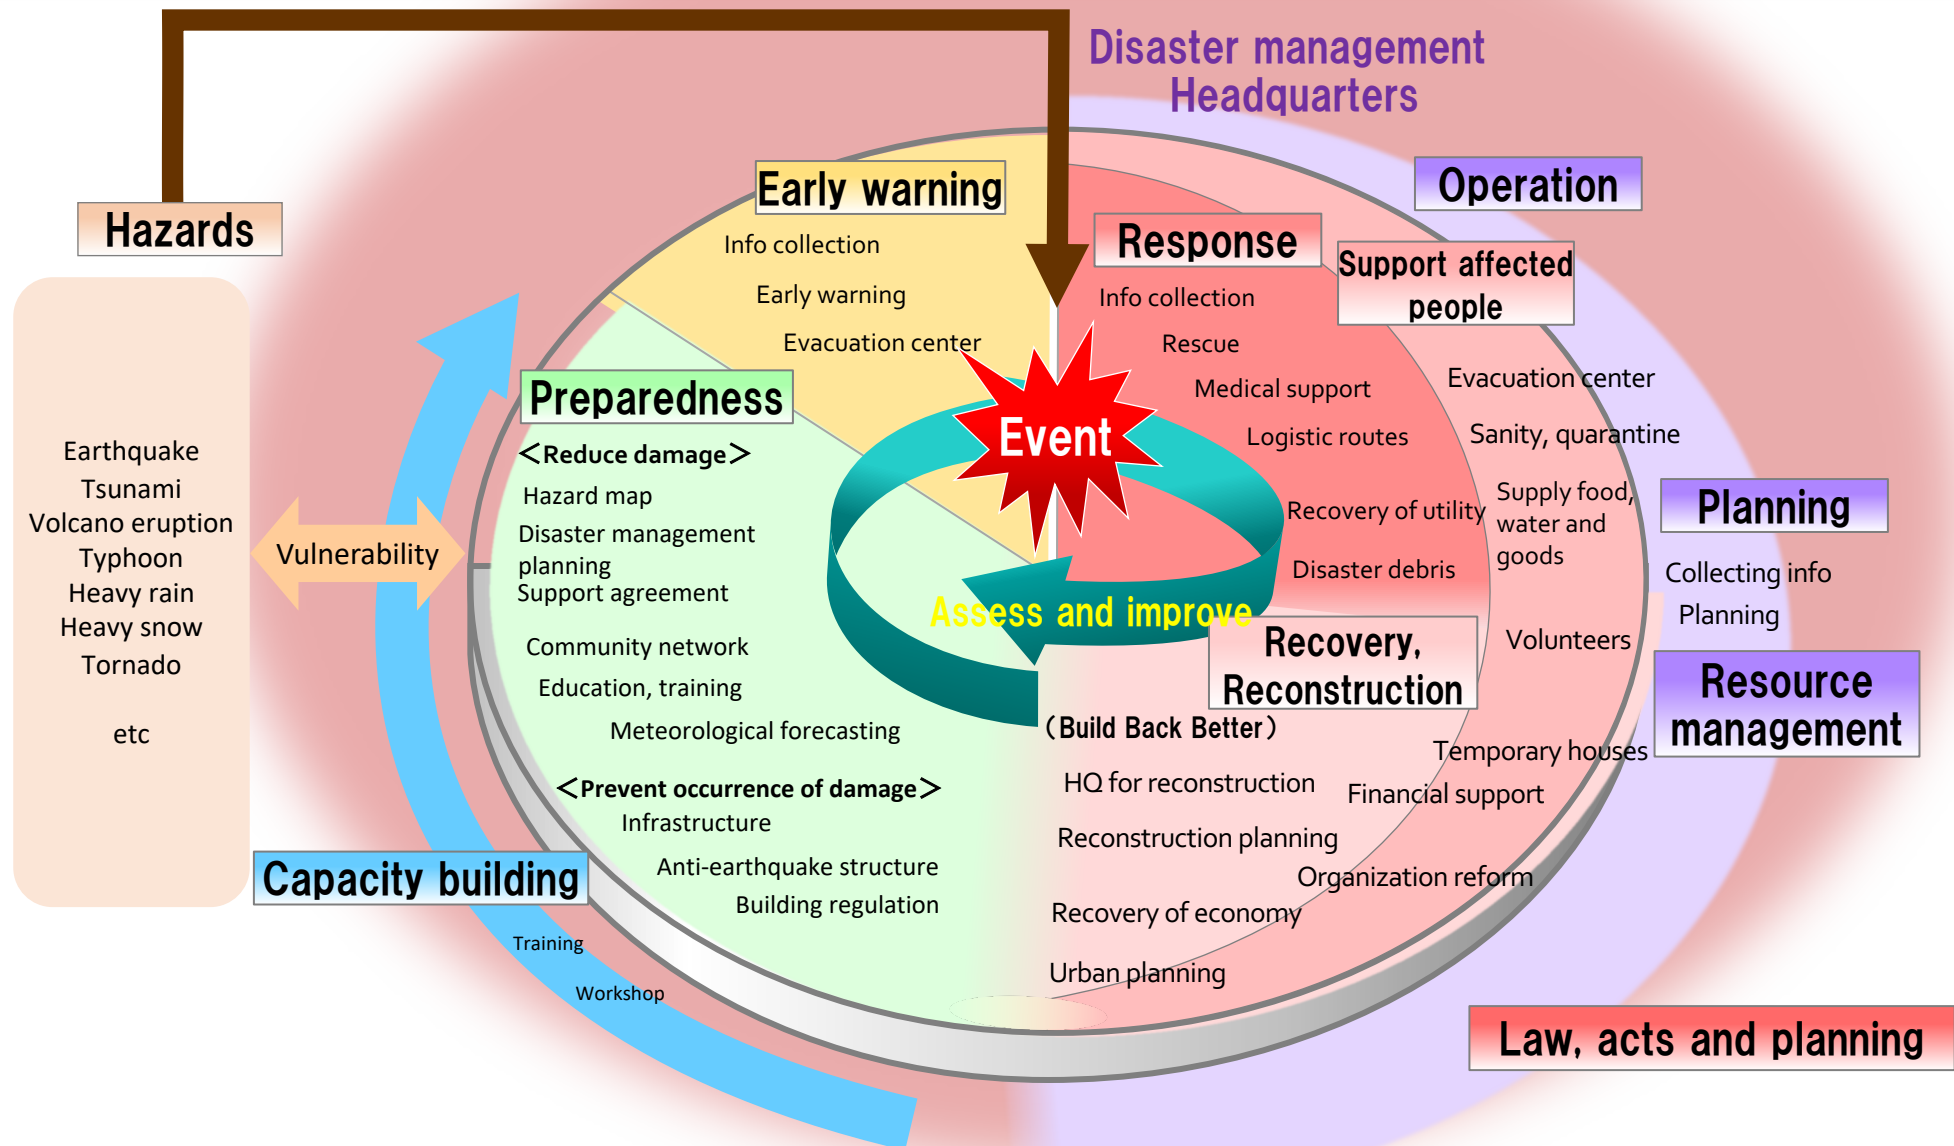 Disaster management
Headquarters
Hazards
Earthquake
Tsunami
Volcano eruption
Typhoon
Heavy rain
Heavy snow
Tornado
etc
Vulnerability
Early warning
Info collection
Early warning
Evacuation center
Preparedness
＜Reduce damage＞
Hazard map
Disaster management
planning
Support agreement
Community network
Education, training
Meteorological forecasting
＜Prevent occurrence of damage＞
Infrastructure
Anti-earthquake structure
Building regulation
Capacity building
Training
Workshop
Event
Assess and improve
Response
Info collection
Rescue
Medical support
Logistic routes
Recovery of utility
Disaster debris
Support affected
people
Evacuation center
Sanity, quarantine
Supply food,
water and
goods
Volunteers
Temporary houses
Financial support
Organization reform
Recovery,
Reconstruction
(Build Back Better)
HQ for reconstruction
Reconstruction planning
Recovery of economy
Urban planning
Operation
Planning
Collecting info
Planning
Resource
management
Law, acts and planning